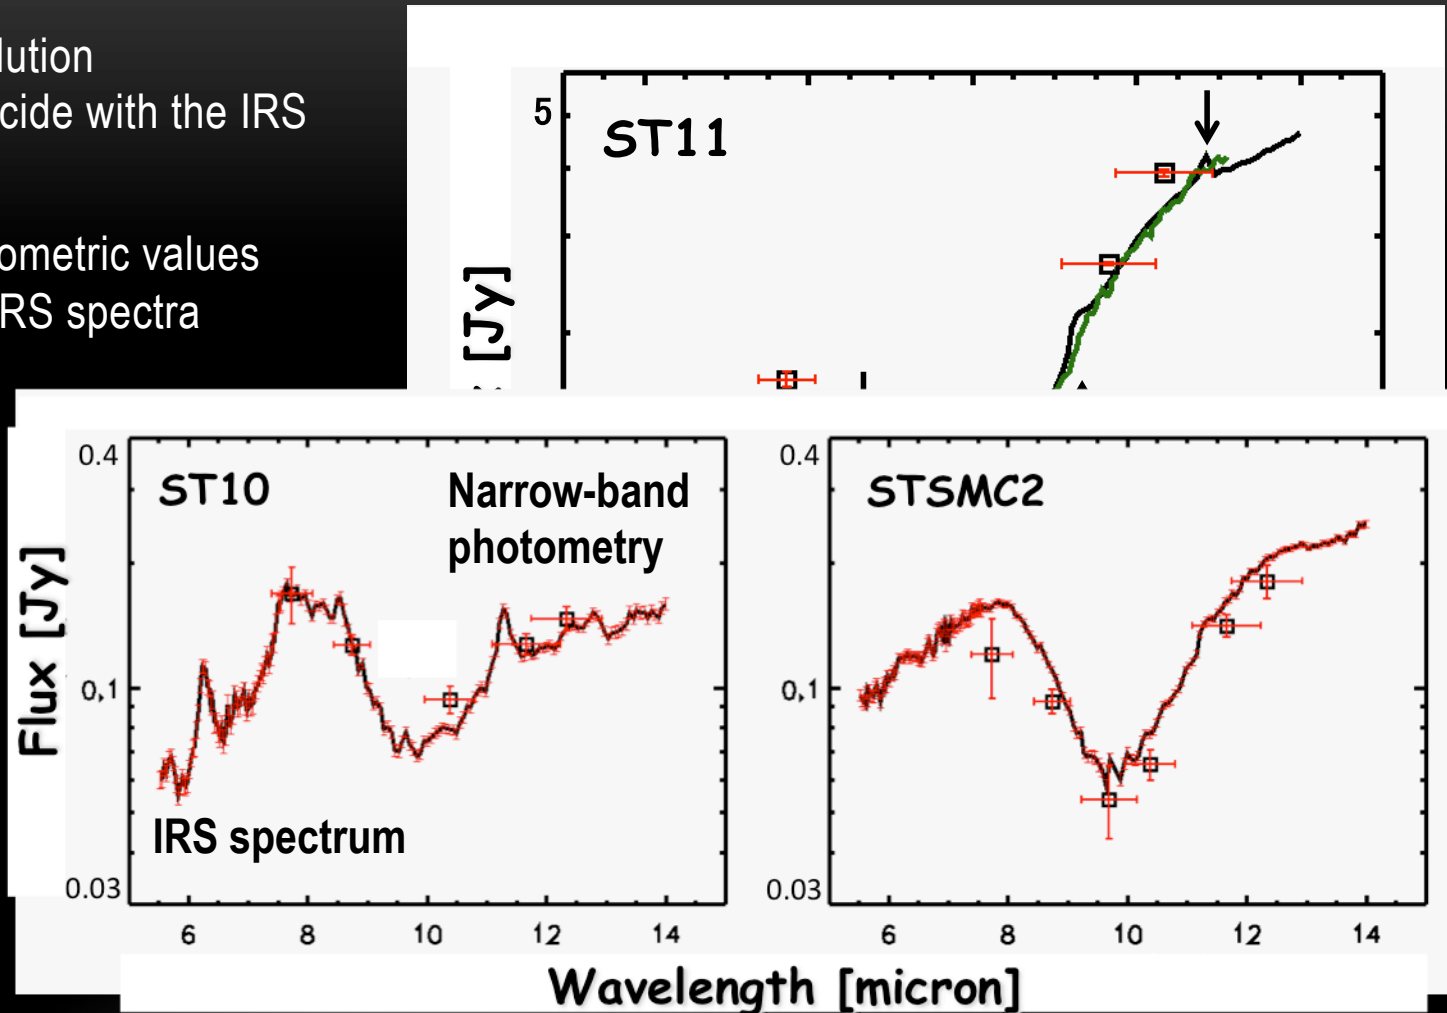 lution
cide with the IRS
ometric values
RS spectra
5
ST11
[Jy]
0.4
ST10
Narrow-band
photometry
Flux [Jy]
0,1
IRS spectrum
0.03
6 8 10 12 14
0.4
STSMC2
0,1
0.03
6 8 10 12 14
Wavelength [micron]